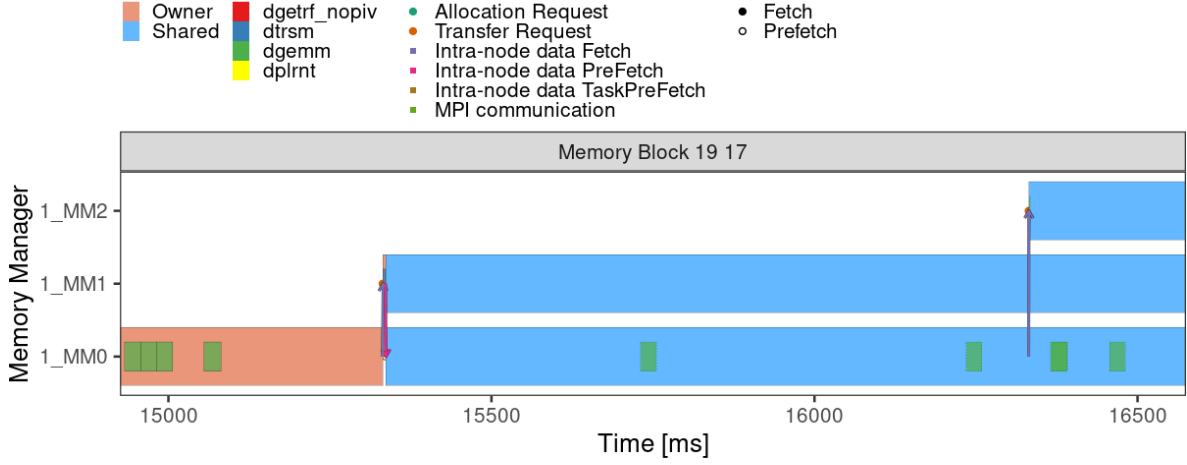 Owner dgetrf_nopiv Allocation Request Fetch
Shared dtrsm Transfer Request Prefetch
dgemm Intra-node data Fetch
dplrnt Intra-node data PreFetch
Intra-node data TaskPreFetch
MPI communication
Memory Block 19 17
Memory Manager
1_MM2
1_MM1
1_MM0
15000 15500 16000 16500
Time [ms]